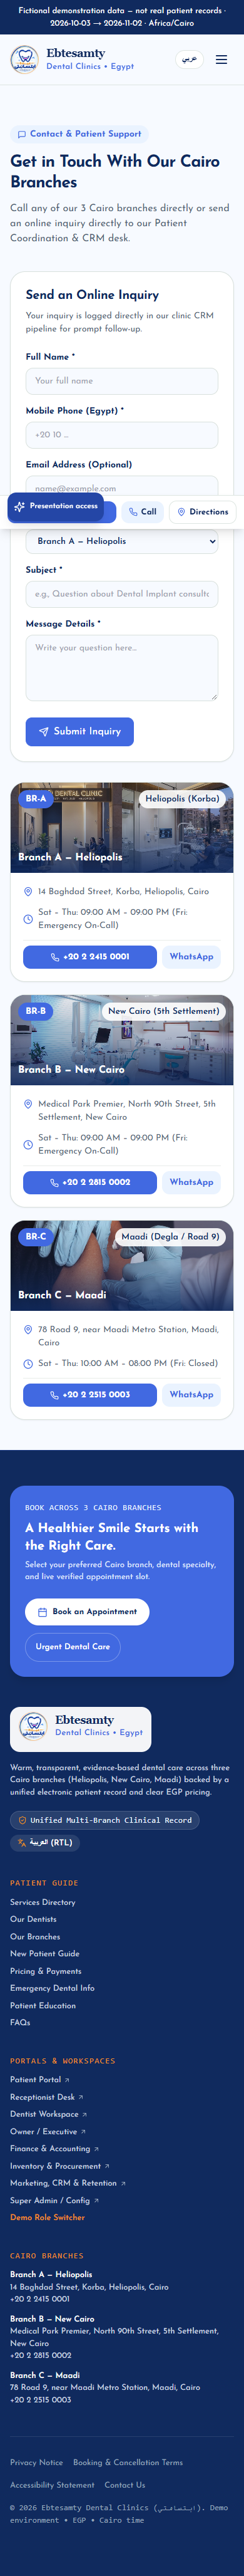 Fictional demonstration data — not real patient records ·
2026-10-03 → 2026-11-02 · Africa/Cairo
Ebtesamty
Dental Clinics • Egypt
عربي
Contact & Patient Support
Get in Touch With Our Cairo
Branches
Call any of our 3 Cairo branches directly or send
an online inquiry directly to our Patient
Coordination & CRM desk.
Send an Online Inquiry
Your inquiry is logged directly in our clinic CRM
pipeline for prompt follow-up.
Full Name *
Your full name
Mobile Phone (Egypt) *
+20 10 ...
Email Address (Optional)
name@example.com
Presentation access
Call
Directions
Branch A — Heliopolis
Subject *
e.g., Question about Dental Implant consulta
Message Details *
Write your question here...
Submit Inquiry
DENTAL CLINIC
BR-A
Heliopolis (Korba)
Branch A — Heliopolis
14 Baghdad Street, Korba, Heliopolis, Cairo
Sat – Thu: 09:00 AM – 09:00 PM (Fri:
Emergency On-Call)
+20 2 2415 0001
WhatsApp
BR-B
New Cairo (5th Settlement)
Branch B — New Cairo
Medical Park Premier, North 90th Street, 5th
Settlement, New Cairo
Sat – Thu: 09:00 AM – 09:00 PM (Fri:
Emergency On-Call)
+20 2 2815 0002
WhatsApp
BR-C
Maadi (Degla / Road 9)
Branch C — Maadi
78 Road 9, near Maadi Metro Station, Maadi,
Cairo
Sat – Thu: 10:00 AM – 08:00 PM (Fri: Closed)
+20 2 2515 0003
WhatsApp
BOOK ACROSS 3 CAIRO BRANCHES
A Healthier Smile Starts with
the Right Care.
Select your preferred Cairo branch, dental specialty,
and live verified appointment slot.
Book an Appointment
Urgent Dental Care
Ebtesamty
Dental Clinics • Egypt
Warm, transparent, evidence-based dental care across three
Cairo branches (Heliopolis, New Cairo, Maadi) backed by a
unified electronic patient record and clear EGP pricing.
Unified Multi-Branch Clinical Record
العربية (RTL)
PATIENT GUIDE
Services Directory
Our Dentists
Our Branches
New Patient Guide
Pricing & Payments
Emergency Dental Info
Patient Education
FAQs
PORTALS & WORKSPACES
Patient Portal ↗
Receptionist Desk ↗
Dentist Workspace ↗
Owner / Executive ↗
Finance & Accounting ↗
Inventory & Procurement ↗
Marketing, CRM & Retention ↗
Super Admin / Config ↗
Demo Role Switcher
CAIRO BRANCHES
Branch A — Heliopolis
14 Baghdad Street, Korba, Heliopolis, Cairo
+20 2 2415 0001
Branch B — New Cairo
Medical Park Premier, North 90th Street, 5th Settlement,
New Cairo
+20 2 2815 0002
Branch C — Maadi
78 Road 9, near Maadi Metro Station, Maadi, Cairo
+20 2 2515 0003
Privacy Notice
Booking & Cancellation Terms
Accessibility Statement
Contact Us
© 2026 Ebtesamty Dental Clinics (ابتسامتي). Demo
environment • EGP • Cairo time